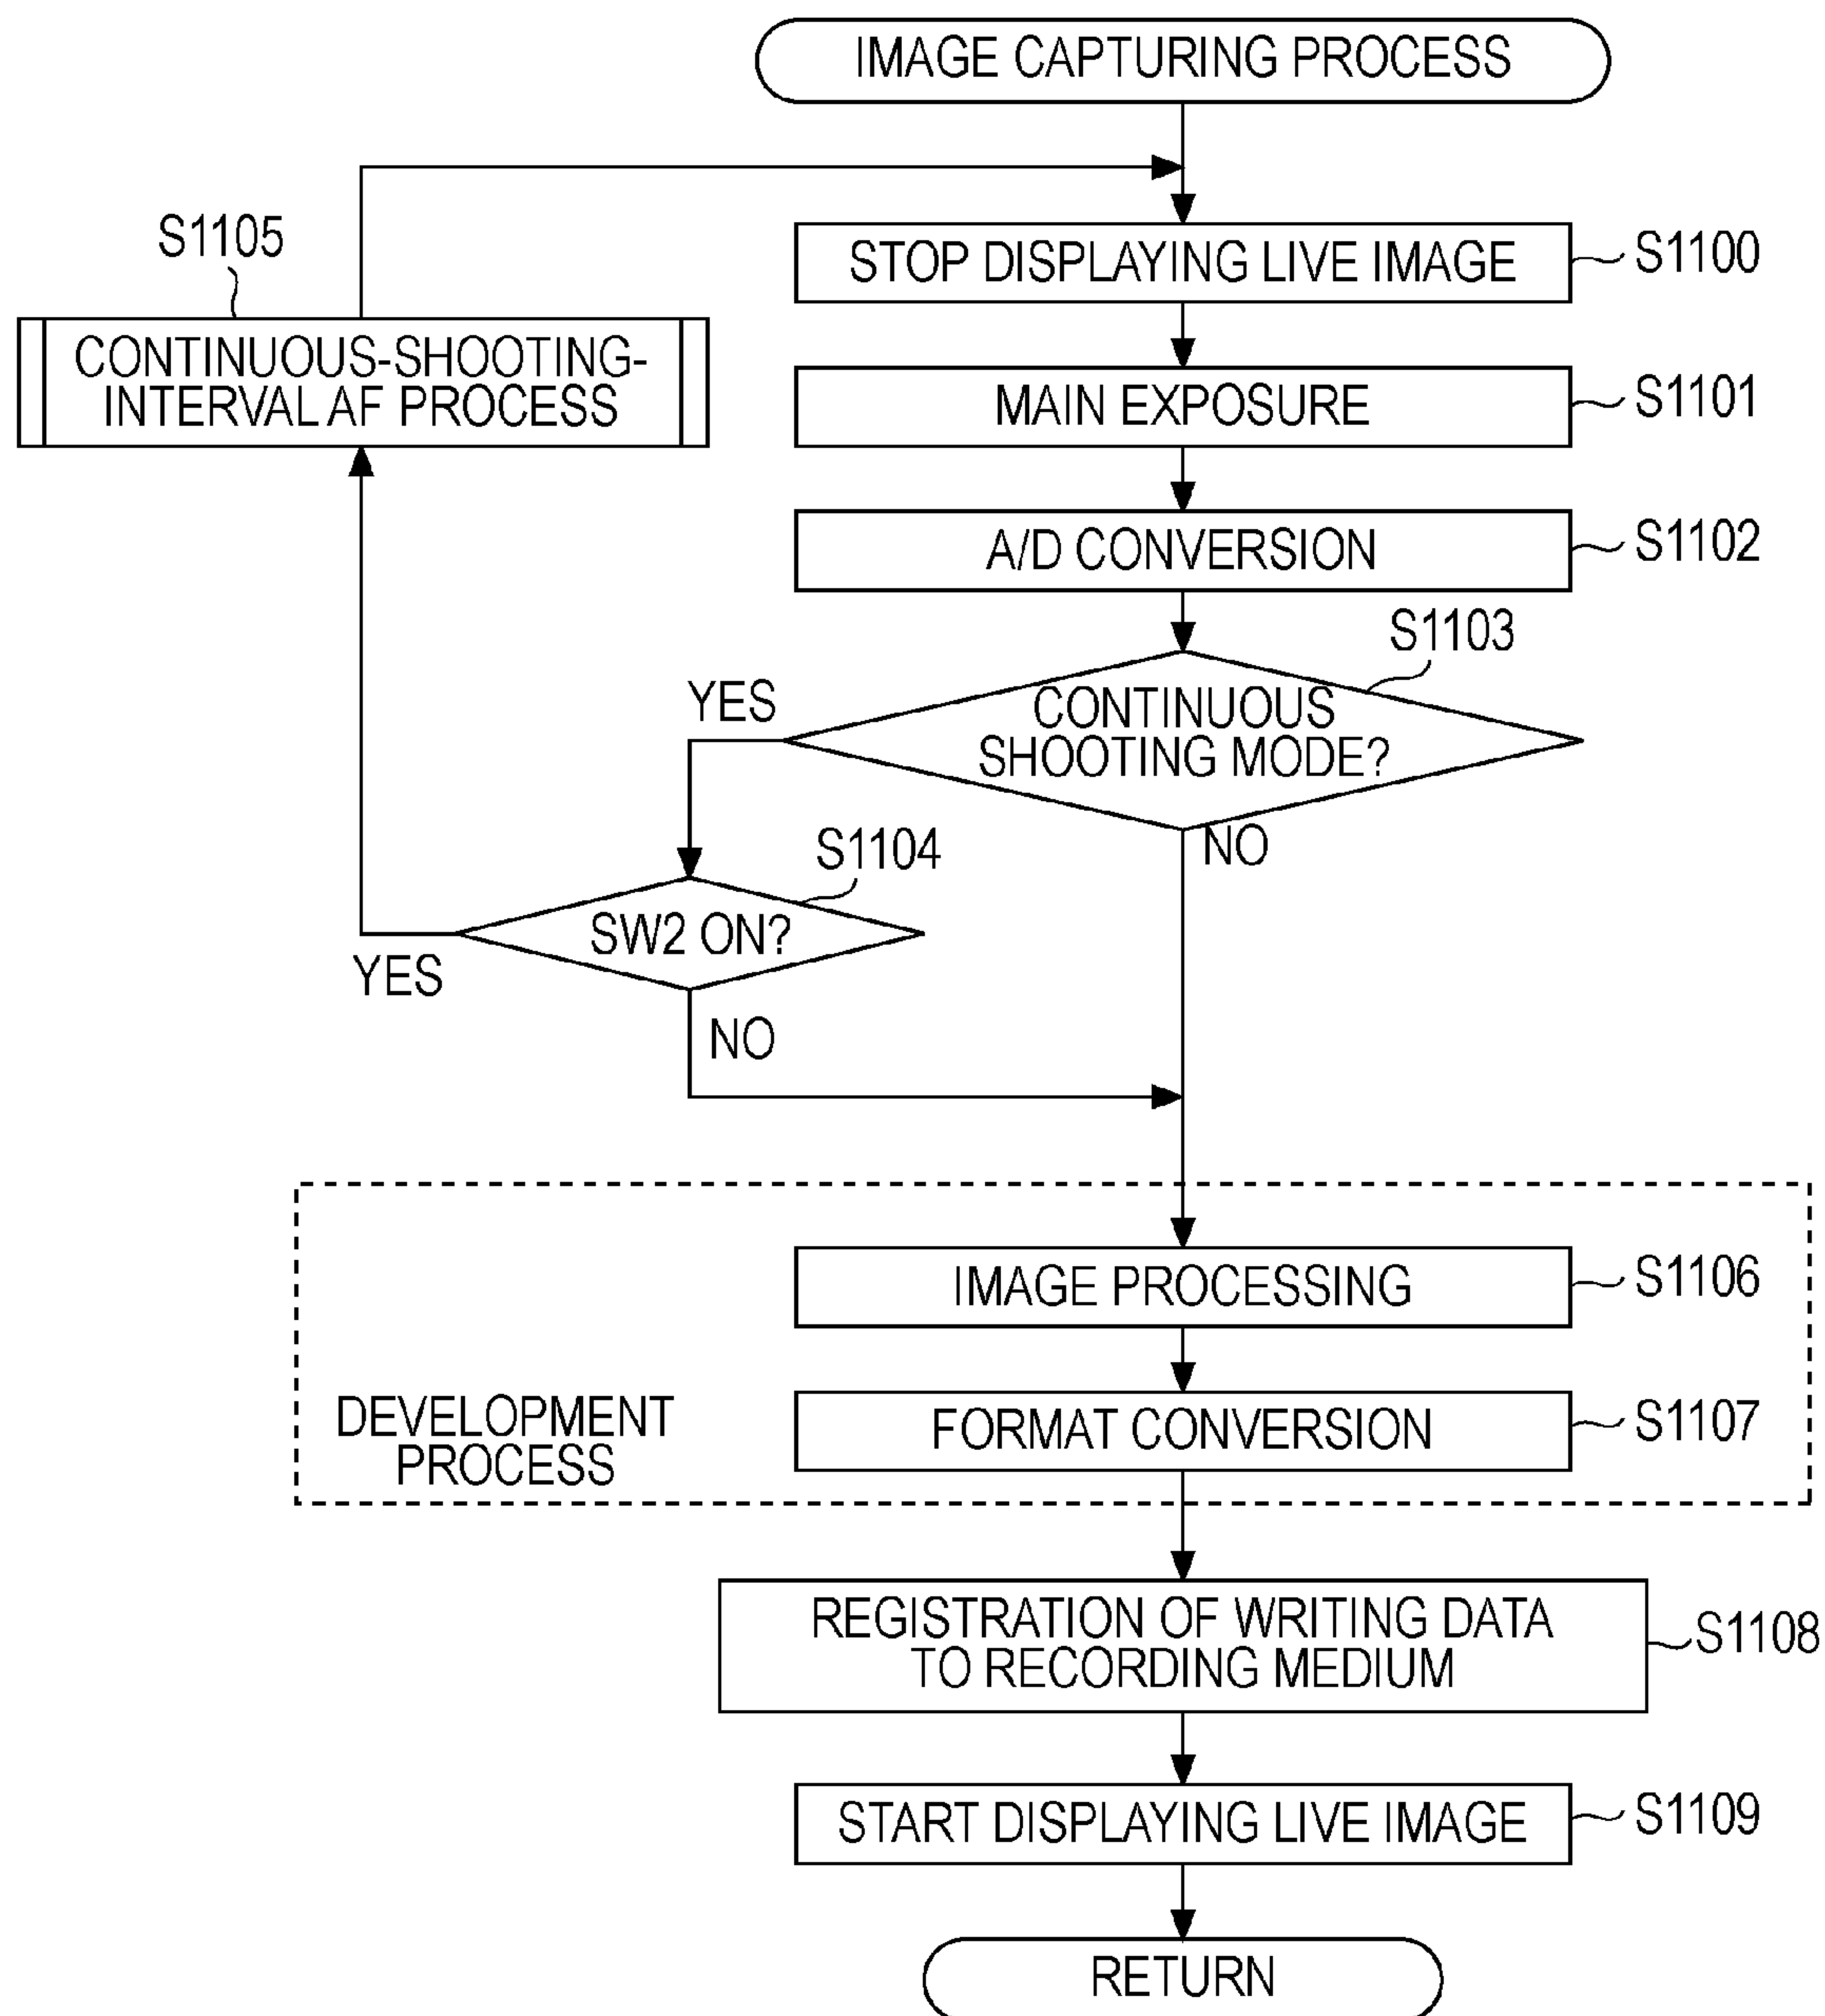 IMAGE CAPTURING PROCESS
S1105
STOP DISPLAYING LIVE IMAGE
S1100
CONTINUOUS-SHOOTING-
INTERVAL AF PROCESS
MAIN EXPOSURE
S1101
A/D CONVERSION
S1102
S1103
YES
CONTINUOUS
SHOOTING MODE?
NO
S1104
SW2 ON?
YES
NO
IMAGE PROCESSING
S1106
DEVELOPMENT
PROCESS
FORMAT CONVERSION
S1107
REGISTRATION OF WRITING DATA
TO RECORDING MEDIUM
S1108
START DISPLAYING LIVE IMAGE
S1109
RETURN